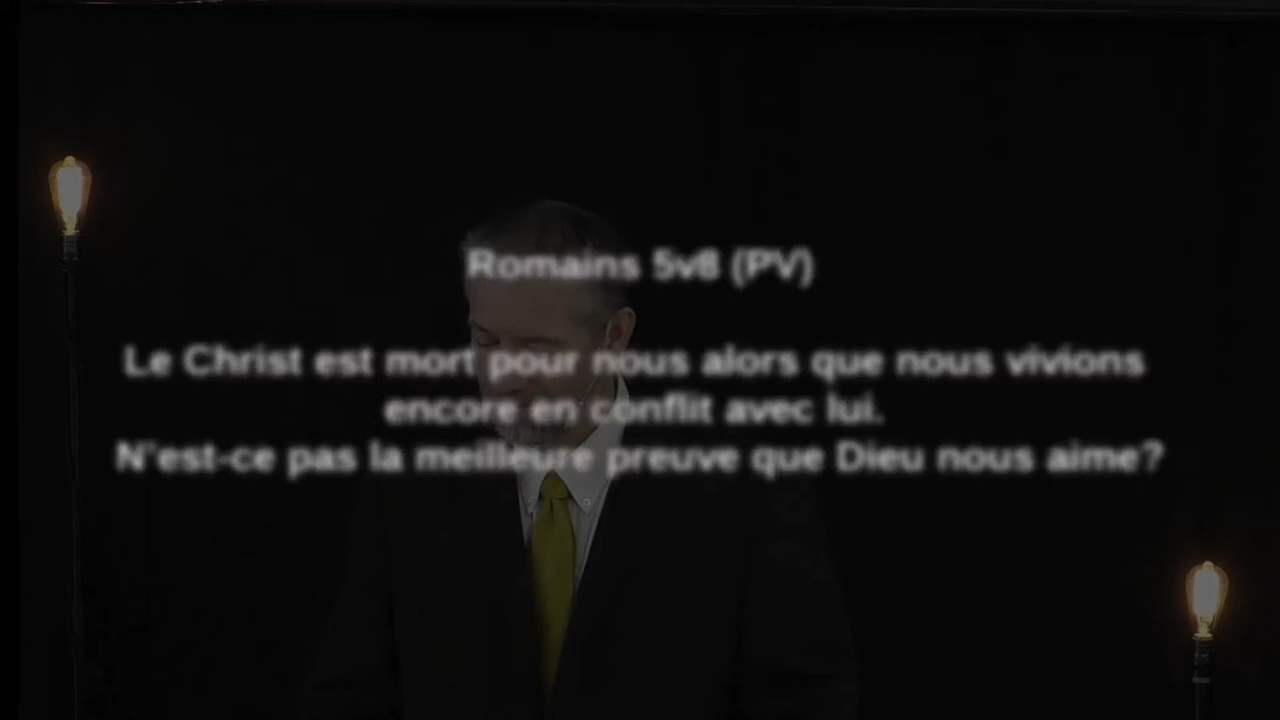 Romains 5v8 (PV)
Le Christ est mort pour nous alors que nous vivions
encore en conflit avec lui.
N'est-ce pas la meilleure preuve que Dieu nous aime?